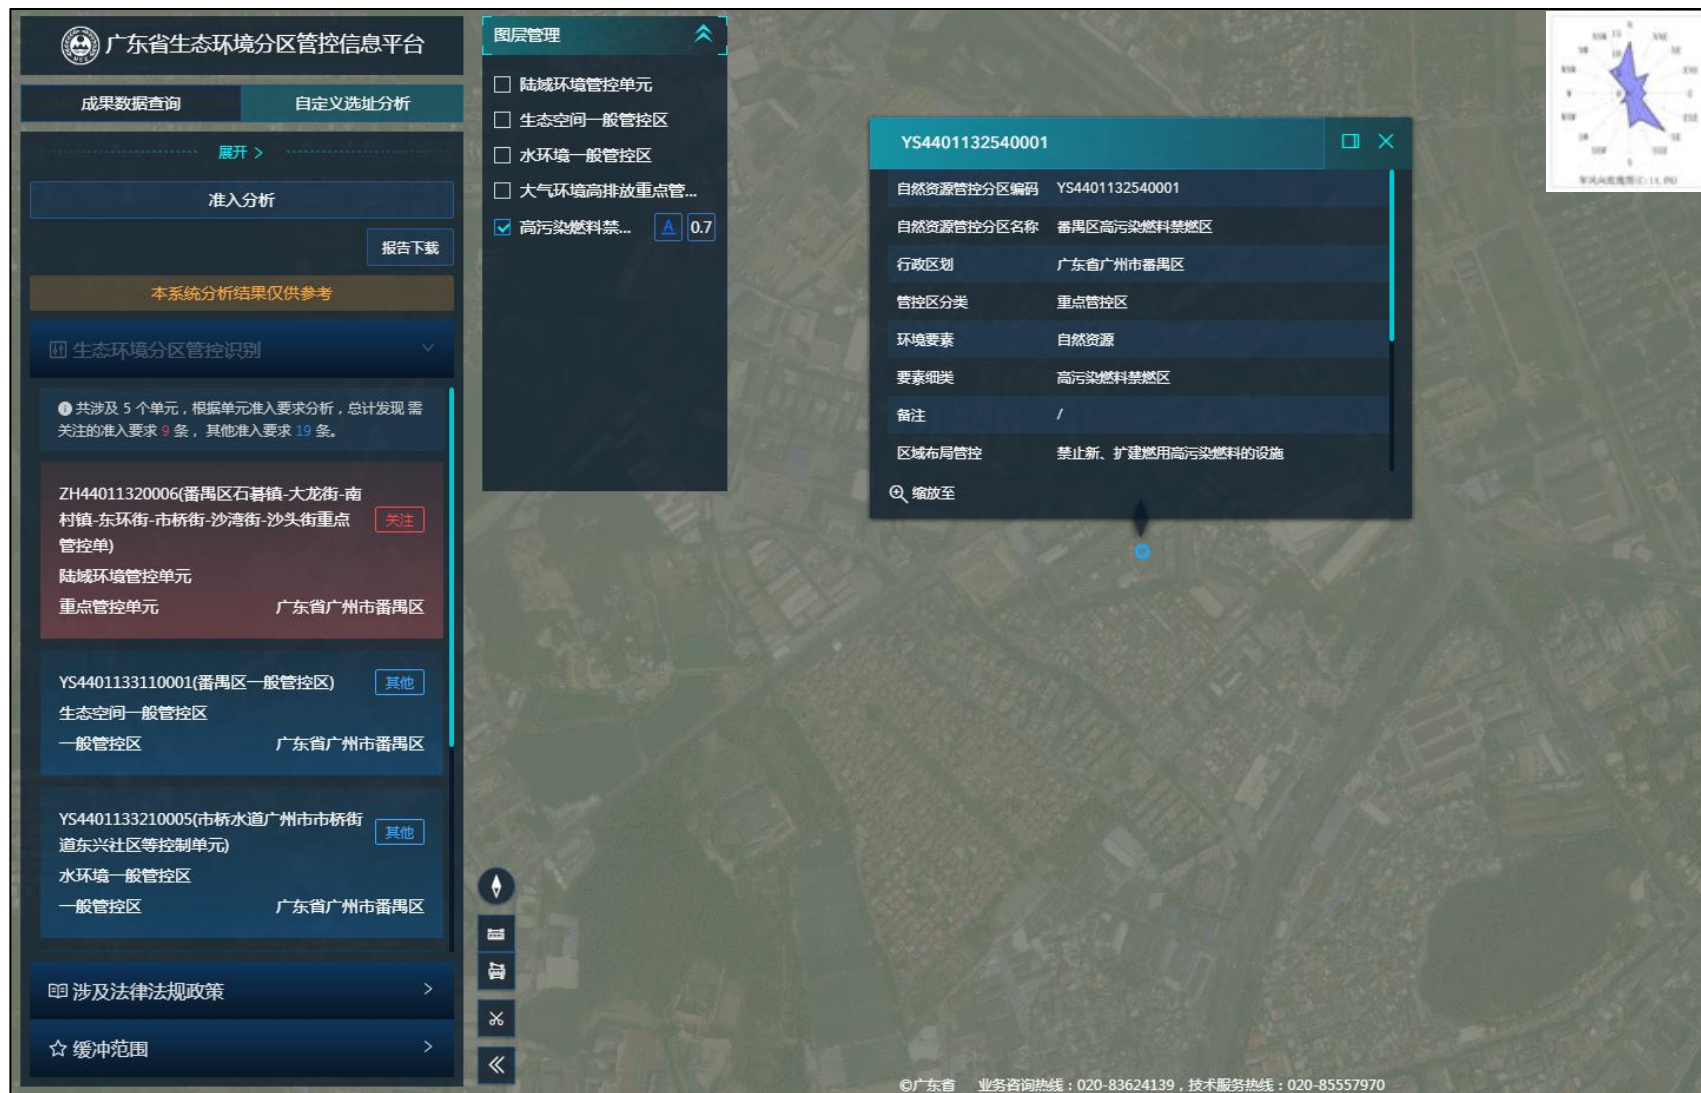 广东省生态环境分区管控信息平台
成果数据查询
自定义选址分析
展开 >
准入分析
报告下载
本系统分析结果仅供参考
生态环境分区管控识别
共涉及 5 个单元，根据单元准入要求分析，总计发现 需
关注的准入要求 9 条， 其他准入要求 19 条。
ZH44011320006(番禺区石碁镇-大龙街-南
村镇-东环街-市桥街-沙湾街-沙头街重点
管控单)
关注
陆域环境管控单元
重点管控单元 广东省广州市番禺区
YS4401133110001(番禺区一般管控区)
其他
生态空间一般管控区
一般管控区 广东省广州市番禺区
YS4401133210005(市桥水道广州市市桥街
道东兴社区等控制单元)
其他
水环境一般管控区
一般管控区 广东省广州市番禺区
涉及法律法规政策
缓冲范围
图层管理
陆域环境管控单元
生态空间一般管控区
水环境一般管控区
大气环境高排放重点管...
高污染燃料禁... A 0.7
YS4401132540001
自然资源管控分区编码 YS4401132540001
自然资源管控分区名称 番禺区高污染燃料禁燃区
行政区划 广东省广州市番禺区
管控区分类 重点管控区
环境要素 自然资源
要素细类 高污染燃料禁燃区
备注 /
区域布局管控 禁止新、扩建燃用高污染燃料的设施
缩放至
©广东省 业务咨询热线：020-83624139，技术服务热线：020-85557970